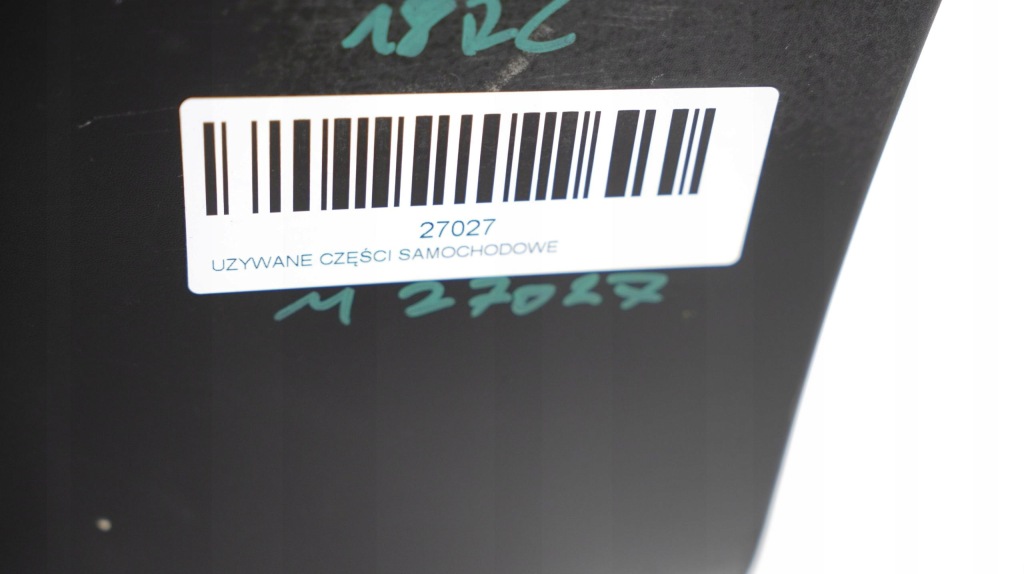 18RC
27027
UZYWANE CZĘŚCI SAMOCHODOWE
M 27027